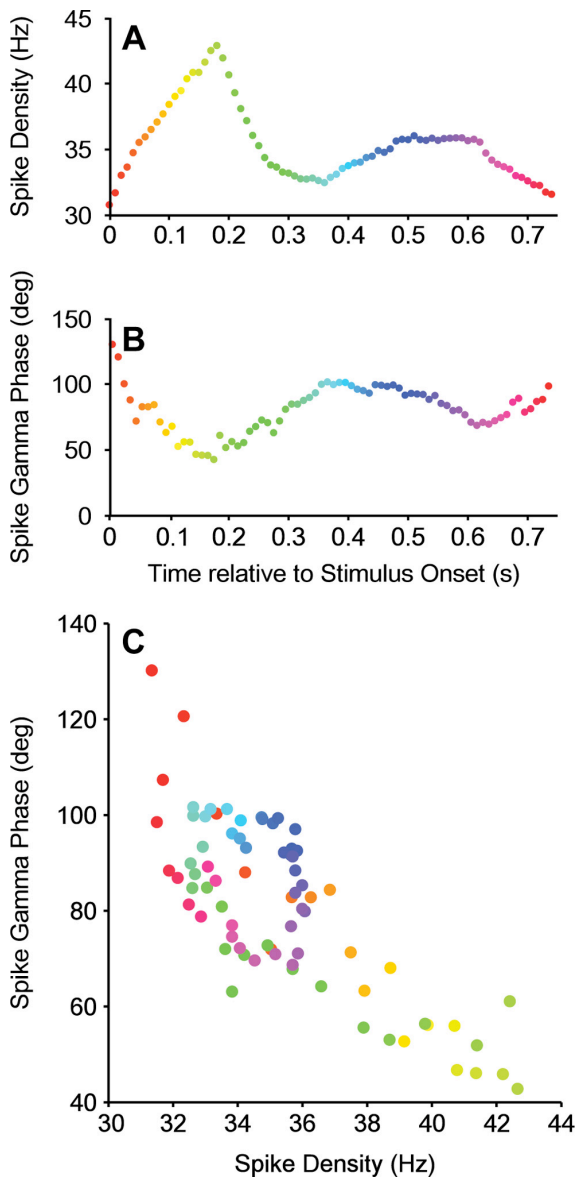 A
Spike Density (Hz)
45
40
35
30
0 0.1 0.2 0.3 0.4 0.5 0.6 0.7
B
Spike Gamma Phase (deg)
150
100
50
0
0 0.1 0.2 0.3 0.4 0.5 0.6 0.7
Time relative to Stimulus Onset (s)
C
Spike Gamma Phase (deg)
140
120
100
80
60
40
30 32 34 36 38 40 42 44
Spike Density (Hz)